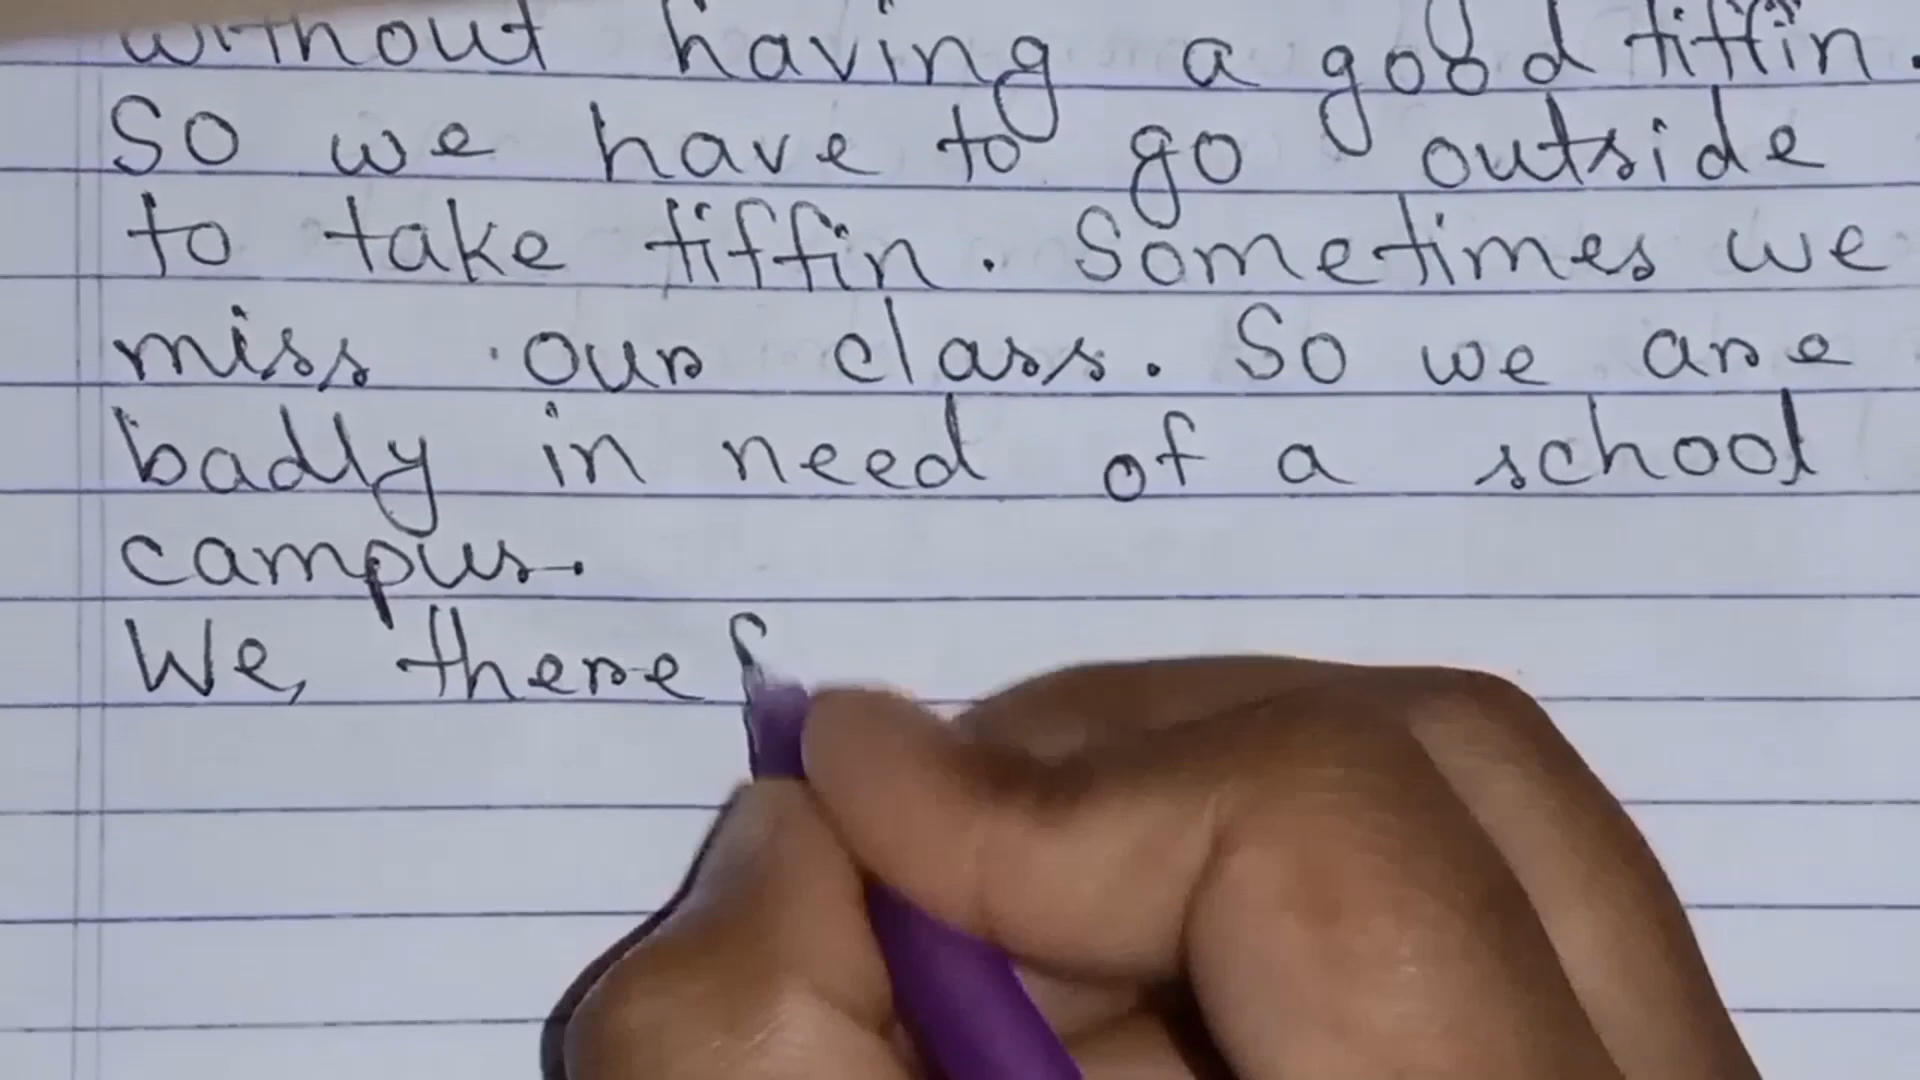 without having a good tiffin.
So we have to go outside
to take tiffin. Sometimes we
miss our class. So we are
badly in need of a school
campus.
We, theref